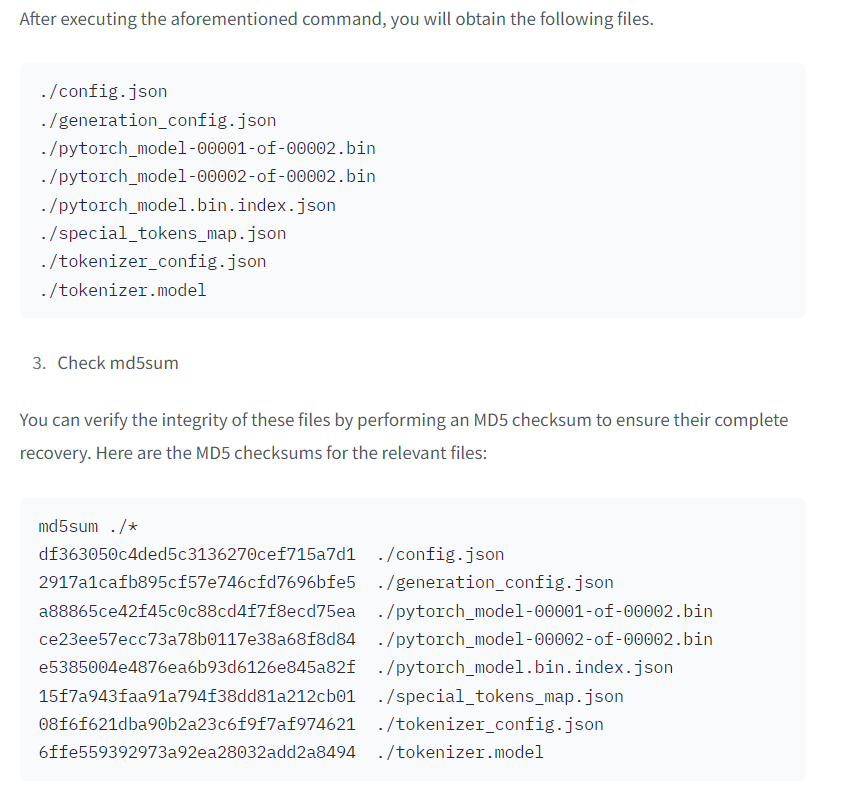 After executing the aforementioned command, you will obtain the following files.
./config.json
./generation_config.json
./pytorch_model-00001-of-00002.bin
./pytorch_model-00002-of-00002.bin
./pytorch_model.bin.index.json
./special_tokens_map.json
./tokenizer_config.json
./tokenizer.model
3. Check md5sum
You can verify the integrity of these files by performing an MD5 checksum to ensure their complete
recovery. Here are the MD5 checksums for the relevant files:
md5sum ./*
df363050c4ded5c3136270cef715a7d1  ./config.json
2917a1cafb895cf57e746cfd7696bfe5  ./generation_config.json
a88865ce42f45c0c88cd4f7f8ecd75ea  ./pytorch_model-00001-of-00002.bin
ce23ee57ecc73a78b0117e38a68f8d84  ./pytorch_model-00002-of-00002.bin
e5385004e4876ea6b93d6126e845a82f  ./pytorch_model.bin.index.json
15f7a943faa91a794f38dd81a212cb01  ./special_tokens_map.json
08f6f621dba90b2a23c6f9f7af974621  ./tokenizer_config.json
6ffe559392973a92ea28032add2a8494  ./tokenizer.model